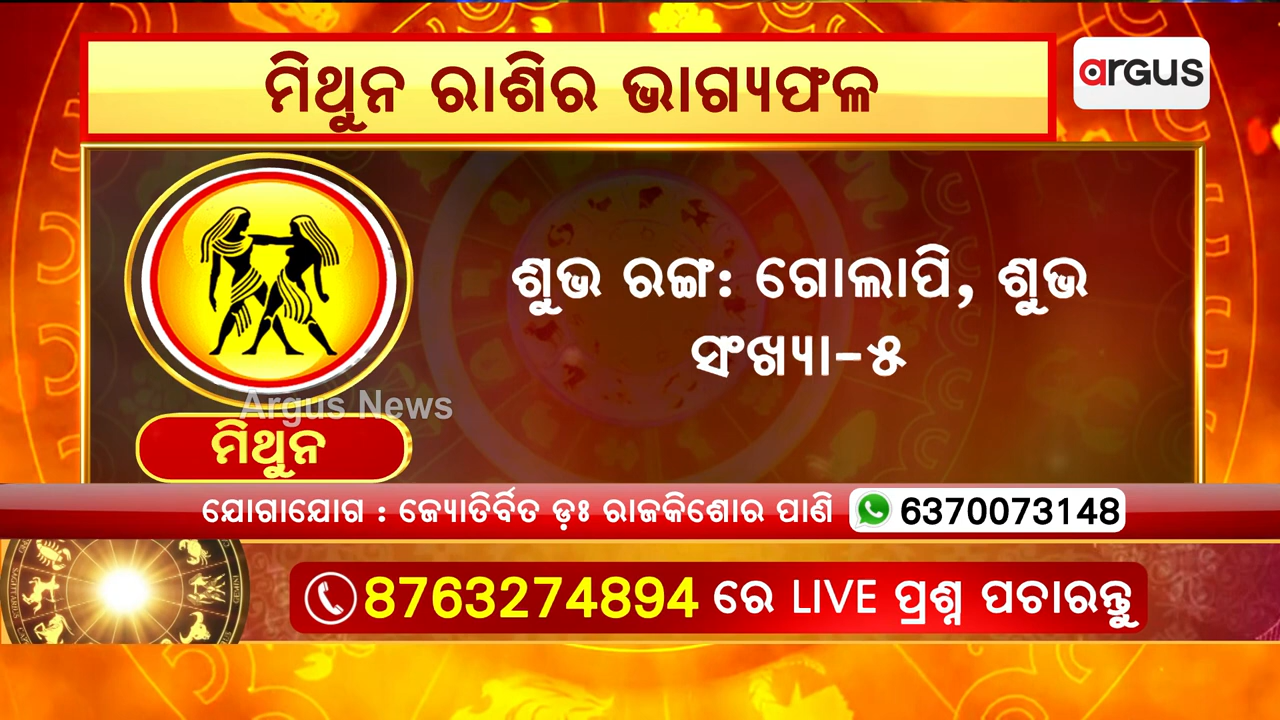 ମିଥୁନ ରାଶିର ଭାଗ୍ୟଫଳ
argus
ଶୁଭ ରଙ୍ଗ: ଗୋଲାପି, ଶୁଭ
ସଂଖ୍ୟା-୫
Argus News
ମିଥୁନ
ଯୋଗାଯୋଗ : ଜ୍ୟୋତିର୍ବିତ ଡ଼ଃ ରାଜକିଶୋର ପାଣି 6370073148
8763274894 ରେ LIVE ପ୍ରଶ୍ନ ପଚାରନ୍ତୁ